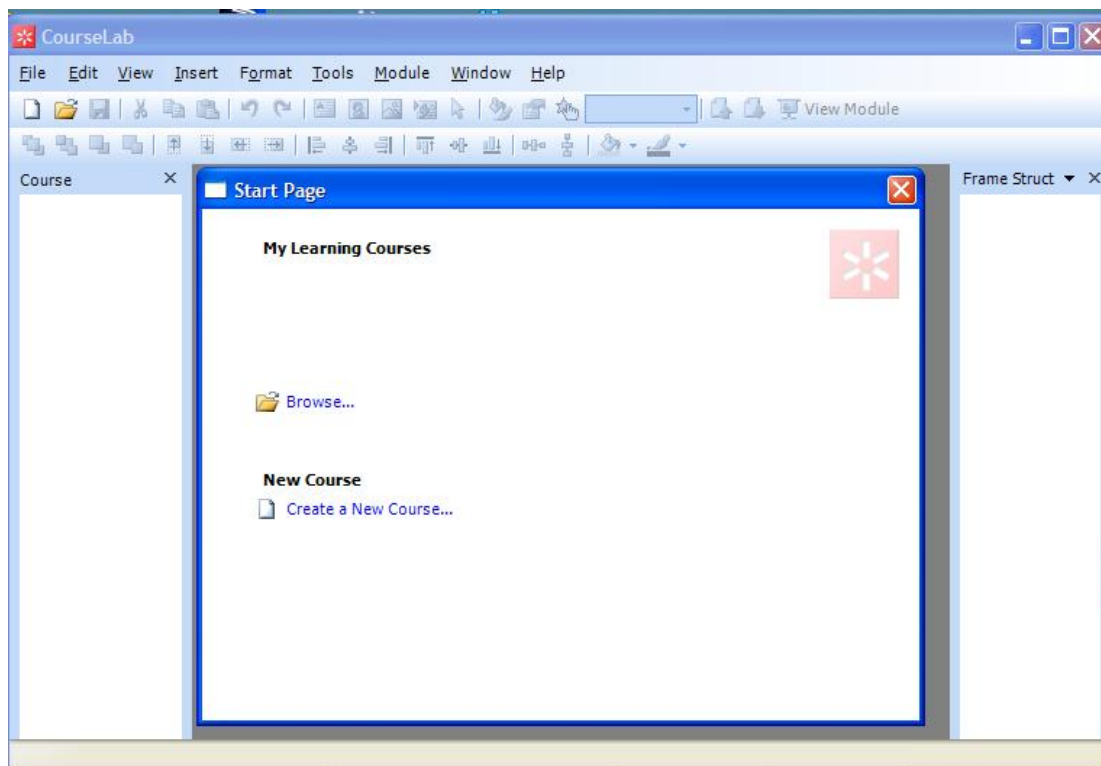 CourseLab
File Edit View Insert Format Tools Module Window Help
View Module
Course
Start Page
Frame Struct
My Learning Courses
Browse...
New Course
Create a New Course...